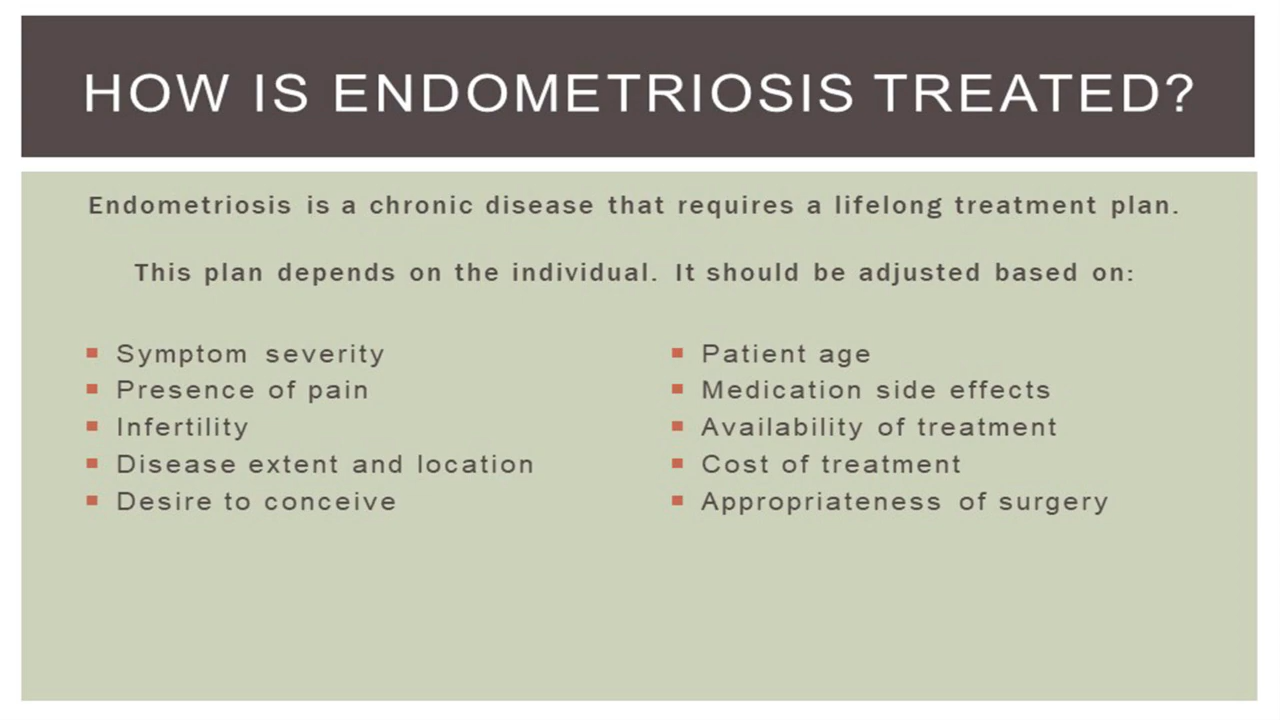 HOW IS ENDOMETRIOSIS TREATED?
Endometriosis is a chronic disease that requires a lifelong treatment plan.
This plan depends on the individual. It should be adjusted based on:
Symptom severity
Presence of pain
Infertility
Disease extent and location
Desire to conceive
Patient age
Medication side effects
Availability of treatment
Cost of treatment
Appropriateness of surgery